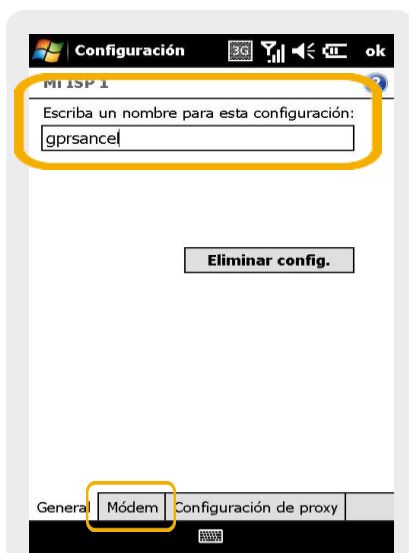 Configuración
3G
ok
Mi ISP 1
Escriba un nombre para esta configuración:
gprsancel
Eliminar config.
General
Módem
Configuración de proxy